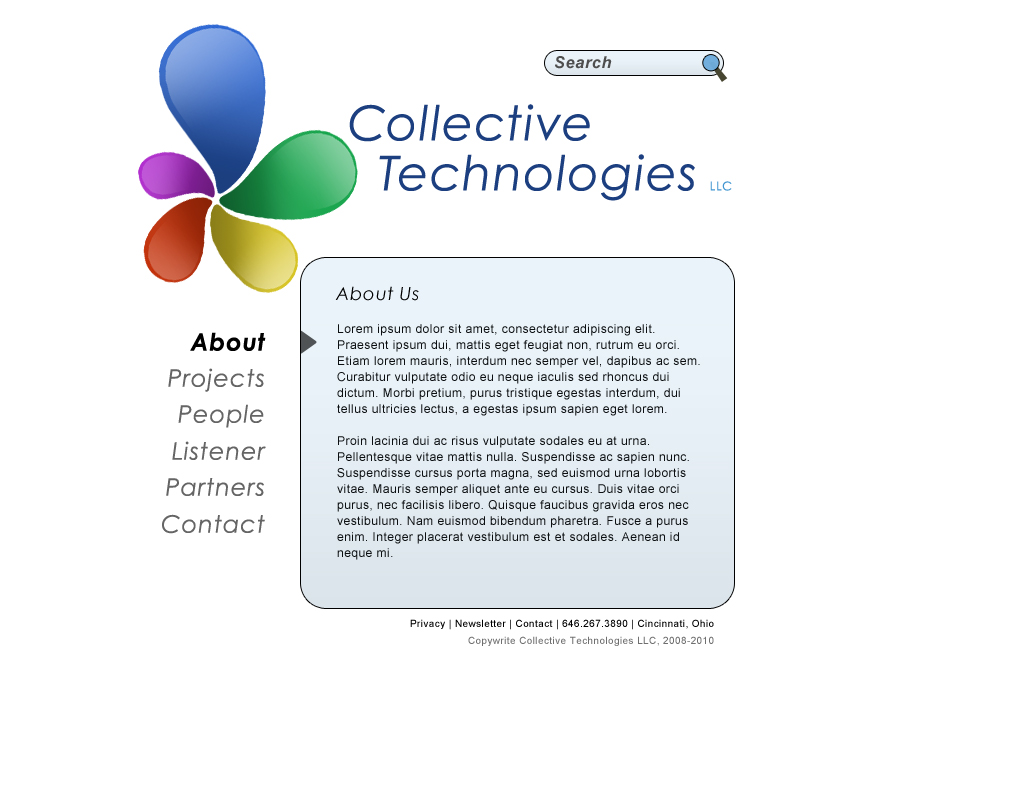 Search
Collective
Technologies LLC
About Us
Lorem ipsum dolor sit amet, consectetur adipiscing elit.
Praesent ipsum dui, mattis eget feugiat non, rutrum eu orci.
Etiam lorem mauris, interdum nec semper vel, dapibus ac sem.
Curabitur vulputate odio eu neque iaculis sed rhoncus dui
dictum. Morbi pretium, purus tristique egestas interdum, dui
tellus ultricies lectus, a egestas ipsum sapien eget lorem.
Proin lacinia dui ac risus vulputate sodales eu at urna.
Pellentesque vitae mattis nulla. Suspendisse ac sapien nunc.
Suspendisse cursus porta magna, sed euismod urna lobortis
vitae. Mauris semper aliquet ante eu cursus. Duis vitae orci
purus, nec facilisis libero. Quisque faucibus gravida eros nec
vestibulum. Nam euismod bibendum pharetra. Fusce a purus
enim. Integer placerat vestibulum est et sodales. Aenean id
neque mi.
About
Projects
People
Listener
Partners
Contact
Privacy | Newsletter | Contact | 646.267.3890 | Cincinnati, Ohio
Copywrite Collective Technologies LLC, 2008-2010